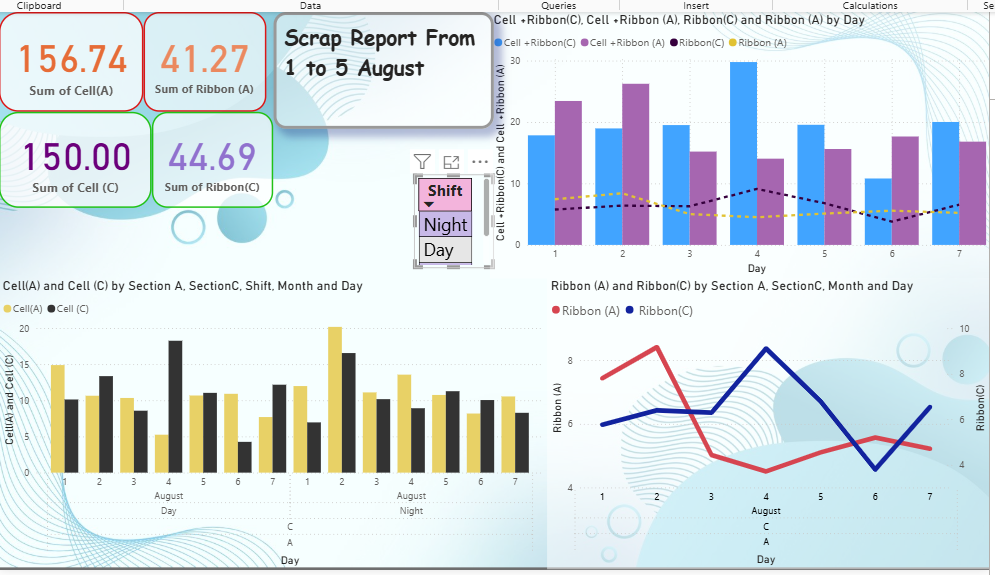 Clipboard Data Queries Insert Calculations Se
156.74
Sum of Cell(A)
41.27
Sum of Ribbon (A)
150.00
Sum of Cell (C)
44.69
Sum of Ribbon(C)
Scrap Report From
1 to 5 August
Shift
Night
Day
Cell +Ribbon(C), Cell +Ribbon (A), Ribbon(C) and Ribbon (A) by Day
Cell +Ribbon(C) Cell +Ribbon (A) Ribbon(C) Ribbon (A)
Cell +Ribbon(C) and Cell +Ribbon (A)
30
20
10
0
1 2 3 4 5 6 7
Day
Cell(A) and Cell (C) by Section A, SectionC, Shift, Month and Day
Cell(A) Cell (C)
Cell(A) and Cell (C)
20
15
10
5
0
1 2 3 4 5 6 7 1 2 3 4 5 6 7
August August
Day Night
C
A
Day
Ribbon (A) and Ribbon(C) by Section A, SectionC, Month and Day
Ribbon (A) Ribbon(C)
Ribbon (A)
8
6
4
10
8
6
4
Ribbon(C)
1 2 3 4 5 6 7
August
C
A
Day